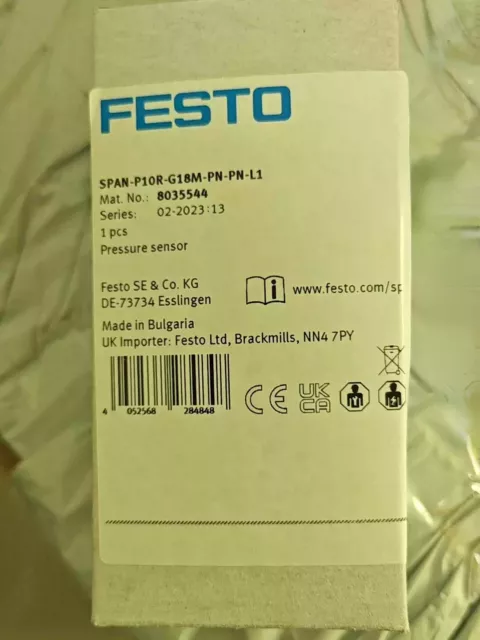 FESTO
SPAN-P10R-G18M-PN-PN-L1
Mat. No.: 8035544
Series: 02-2023:13
1 pcs
Pressure sensor
Festo SE & Co. KG
DE-73734 Esslingen
www.festo.com/sp
Made in Bulgaria
UK Importer: Festo Ltd, Brackmills, NN4 7PY
4 052568 284848
CE UK CA